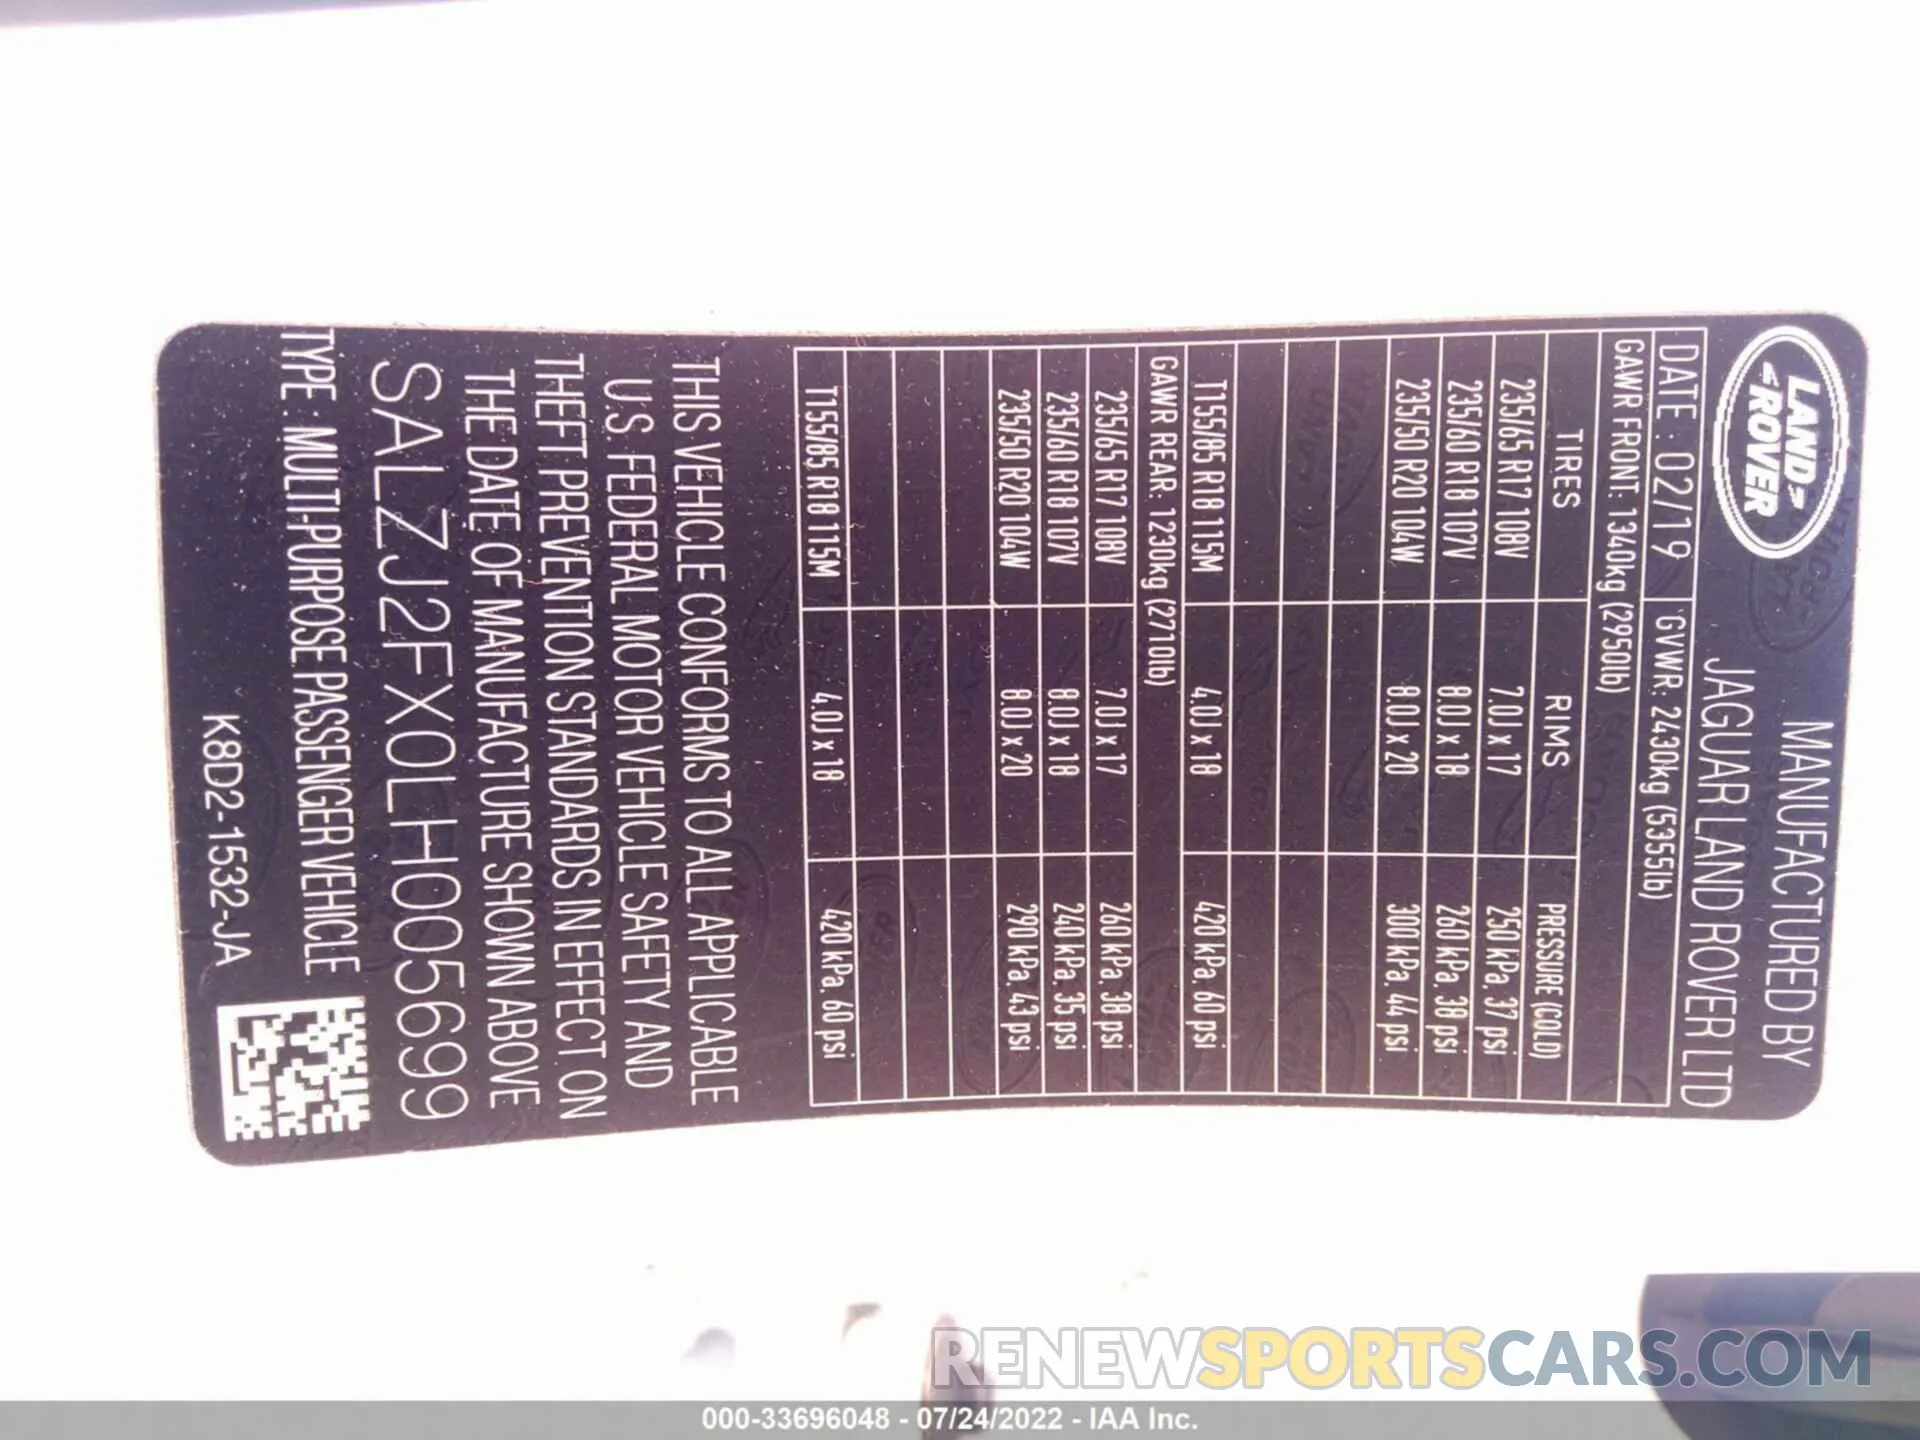 LAND
ROVER
MANUFACTURED BY
JAGUAR LAND ROVER LTD
DATE : 02/19 GVWR: 2430kg (5355lb)
GAWR FRONT: 1340kg (2950lb)
TIRES RIMS PRESSURE (COLD)
235/65 R17 108V 7.0J x 17 250 kPa, 37 psi
235/60 R18 107V 8.0J x 18 260 kPa, 38 psi
235/50 R20 104W 8.0J x 20 300 kPa, 44 psi
T155/85 R18 115M 4.0J x 18 420 kPa, 60 psi
GAWR REAR: 1230kg (2710lb)
235/65 R17 108V 7.0J x 17 260 kPa, 38 psi
235/60 R18 107V 8.0J x 18 240 kPa, 35 psi
235/50 R20 104W 8.0J x 20 290 kPa, 43 psi
T155/85 R18 115M 4.0J x 18 420 kPa, 60 psi
THIS VEHICLE CONFORMS TO ALL APPLICABLE
U.S. FEDERAL MOTOR VEHICLE SAFETY AND
THEFT PREVENTION STANDARDS IN EFFECT ON
THE DATE OF MANUFACTURE SHOWN ABOVE
SALZJ2FX0LH005699
TYPE : MULTI-PURPOSE PASSENGER VEHICLE
K8D2-1532-JA
RENEWSPORTSCARS.COM
000-33696048 - 07/24/2022 - IAA Inc.